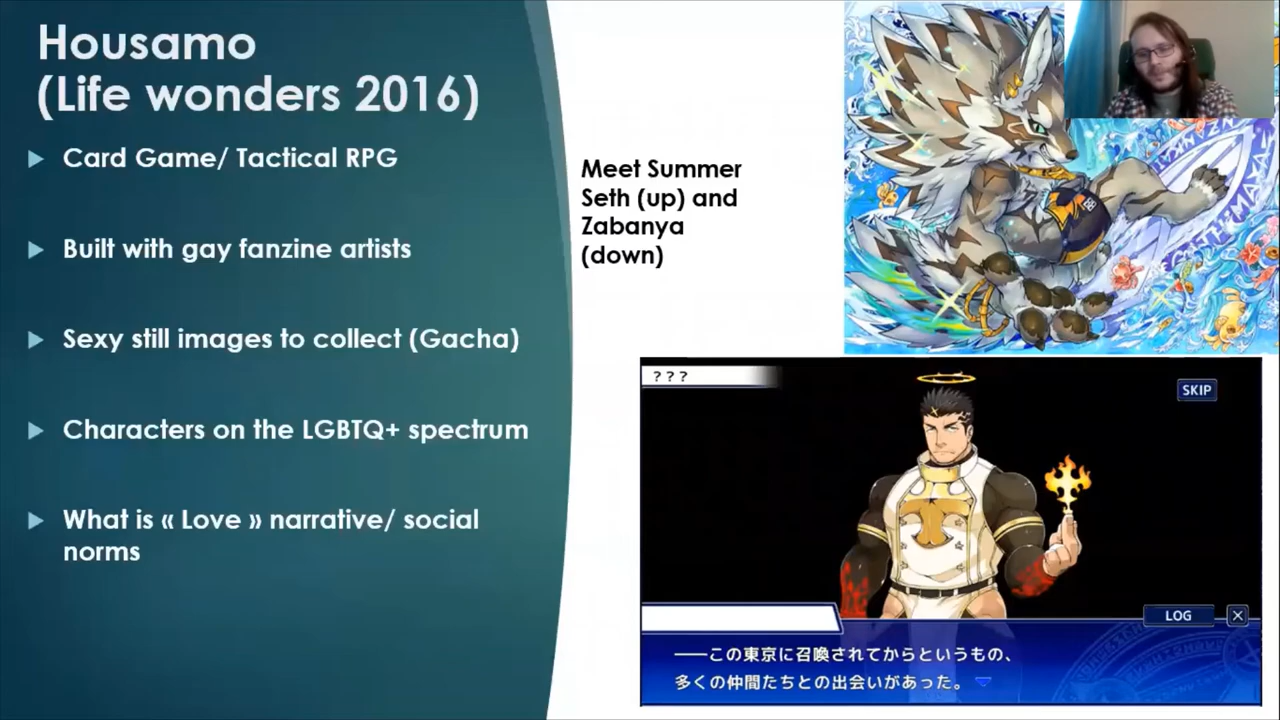 Housamo
(Life wonders 2016)
Card Game/ Tactical RPG
Built with gay fanzine artists
Sexy still images to collect (Gacha)
Characters on the LGBTQ+ spectrum
What is « Love » narrative/ social
norms
Meet Summer
Seth (up) and
Zabanya
(down)
???
SKIP
LOG
――この東京に召喚されてからというもの、
多くの仲間たちとの出会いがあった。